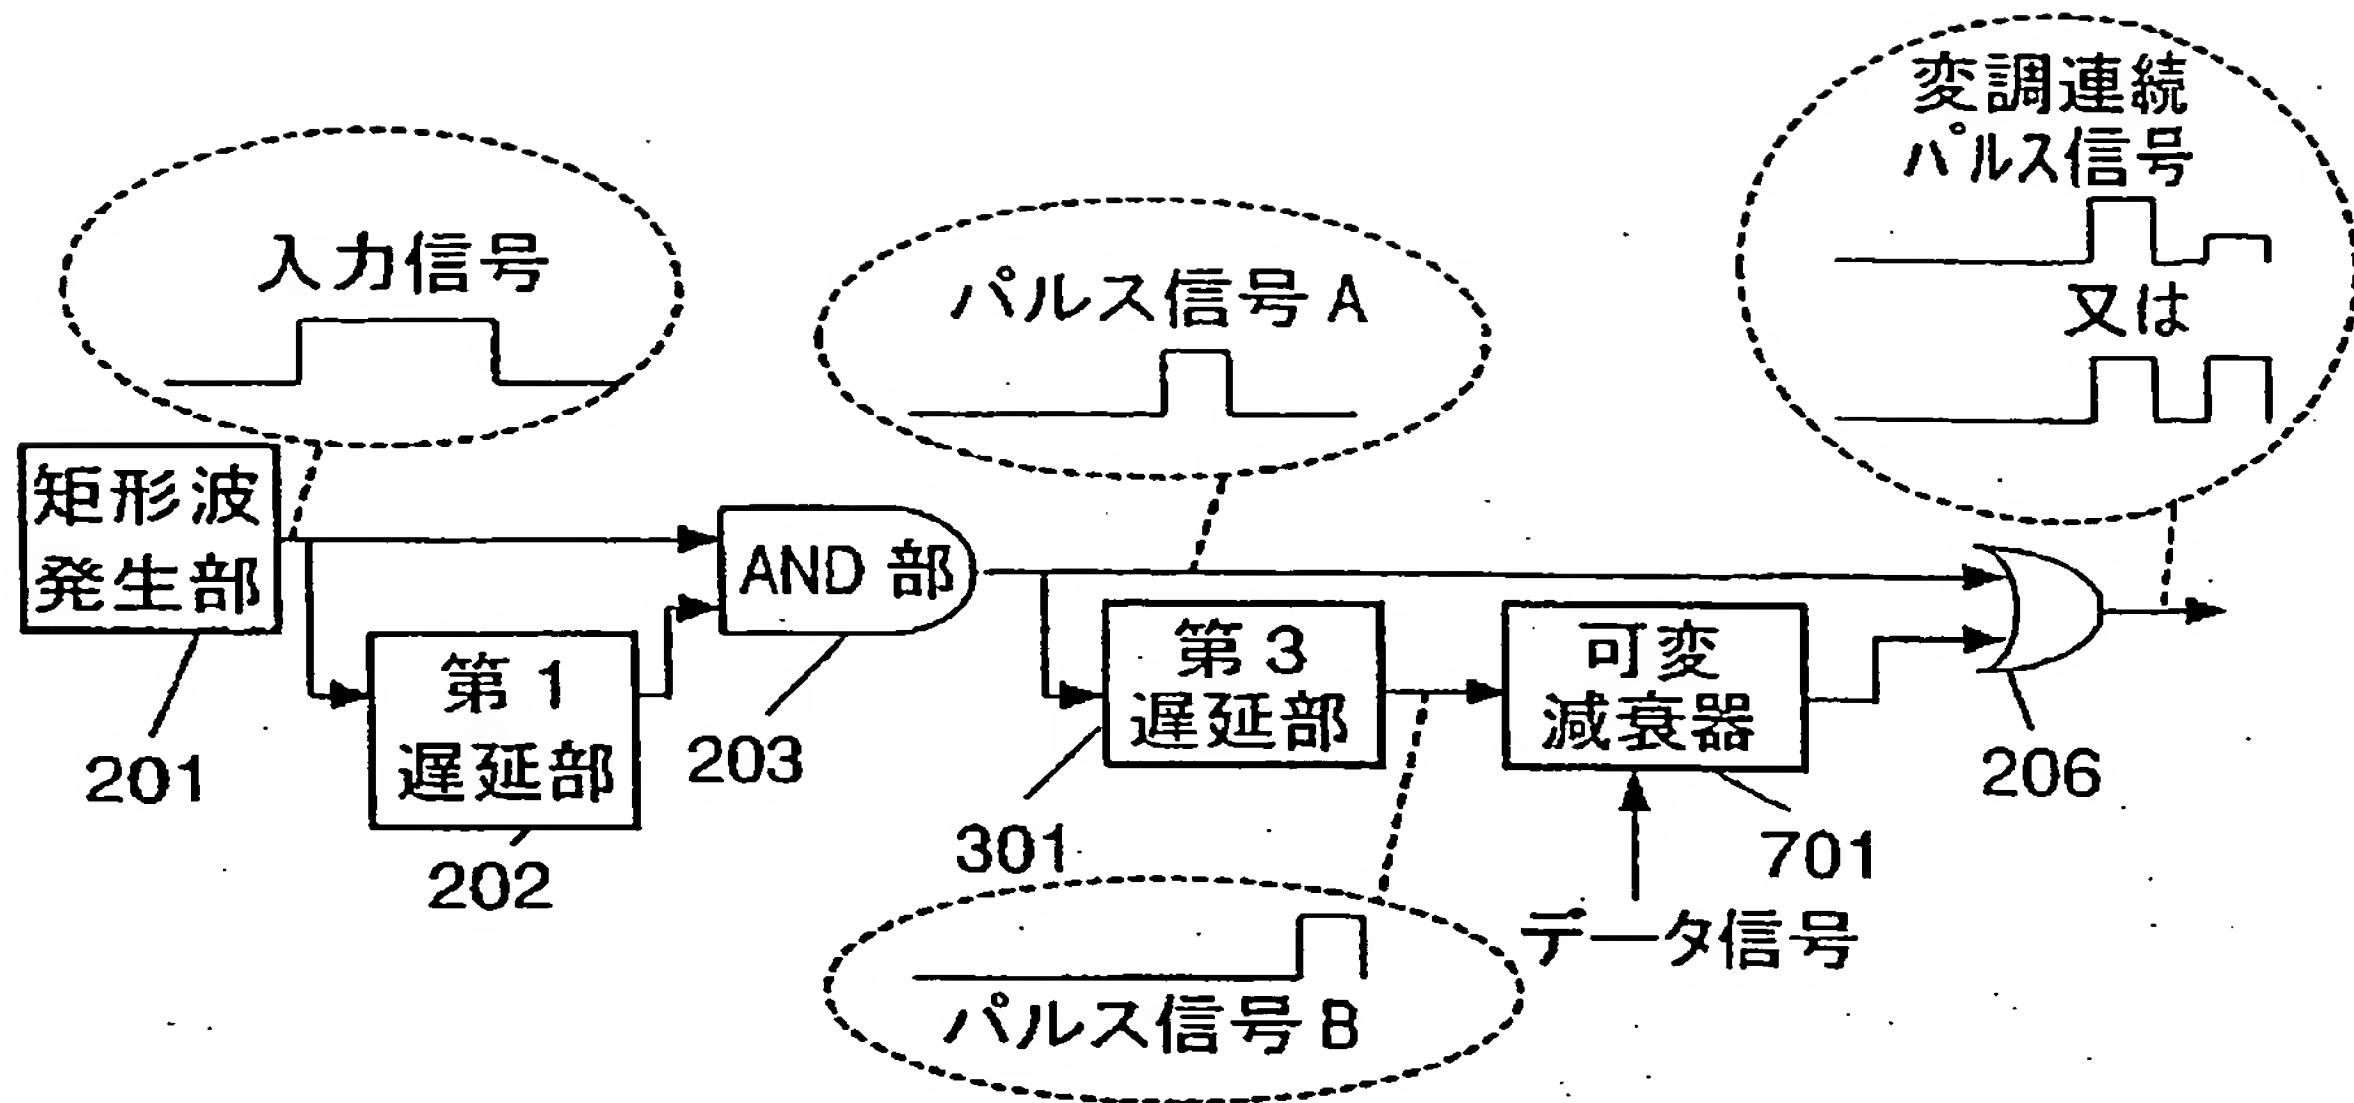 変調連続
パルス信号
又は
入力信号
パルス信号 A
矩形波
発生部
201
第1
遅延部
202
AND 部
203
第3
遅延部
301
パルス信号 B
可変
減衰器
701
データ信号
206